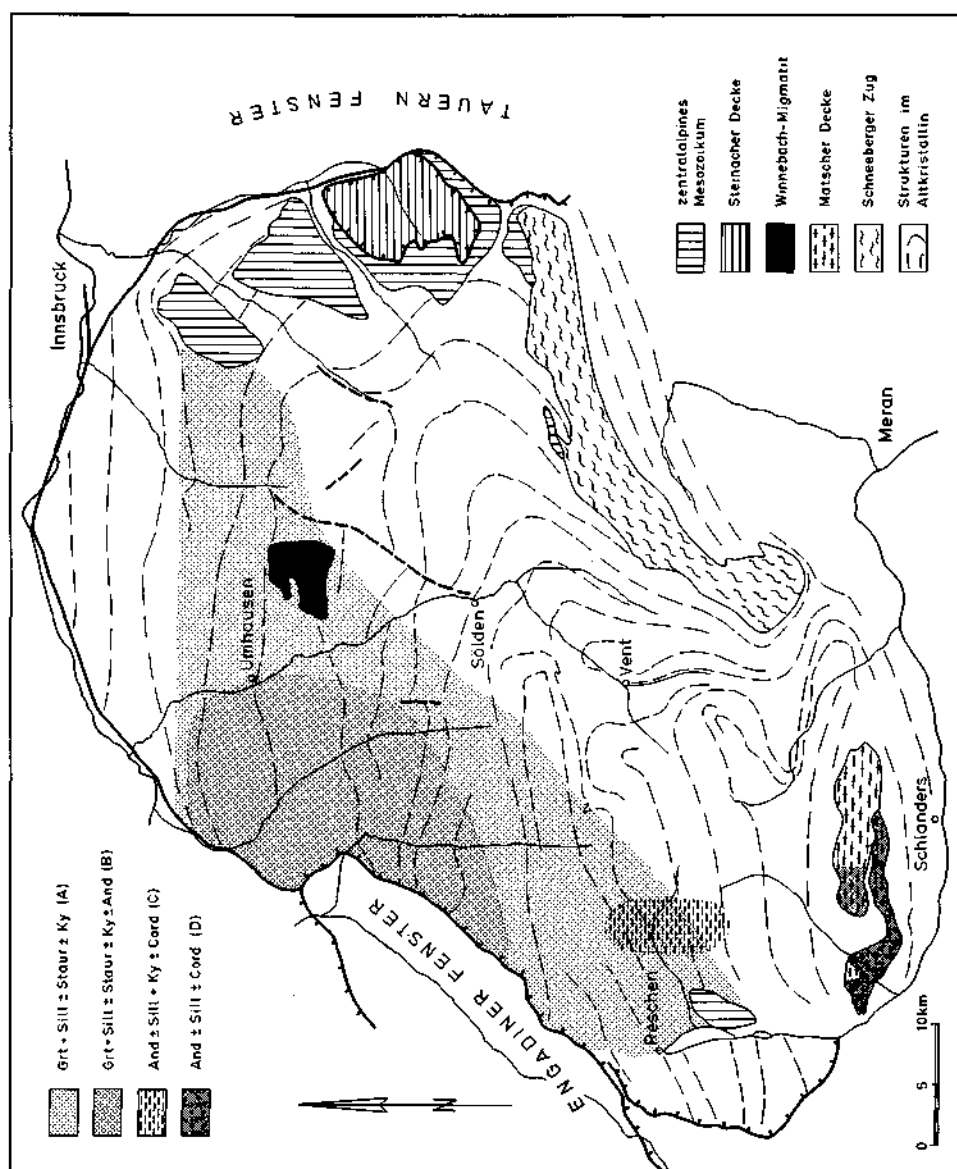 Grt + Sill ± Staur ± Ky (A)
Grt + Sill ± Staur ± Ky ± And (B)
And ± Sill + Ky ± Cord (C)
And ± Sill ± Cord (D)
N
ENGADINER FENSTER
TAUERN FENSTER
Innsbruck
Umhausen
Sölden
Vent
Reschen
Schlanders
Meran
0 5 10km
zentralalpines
Mesozoikum
Steinacher Decke
Winnebach-Migmatit
Matscher Decke
Schneeberger Zug
Strukturen im
Altkristallin